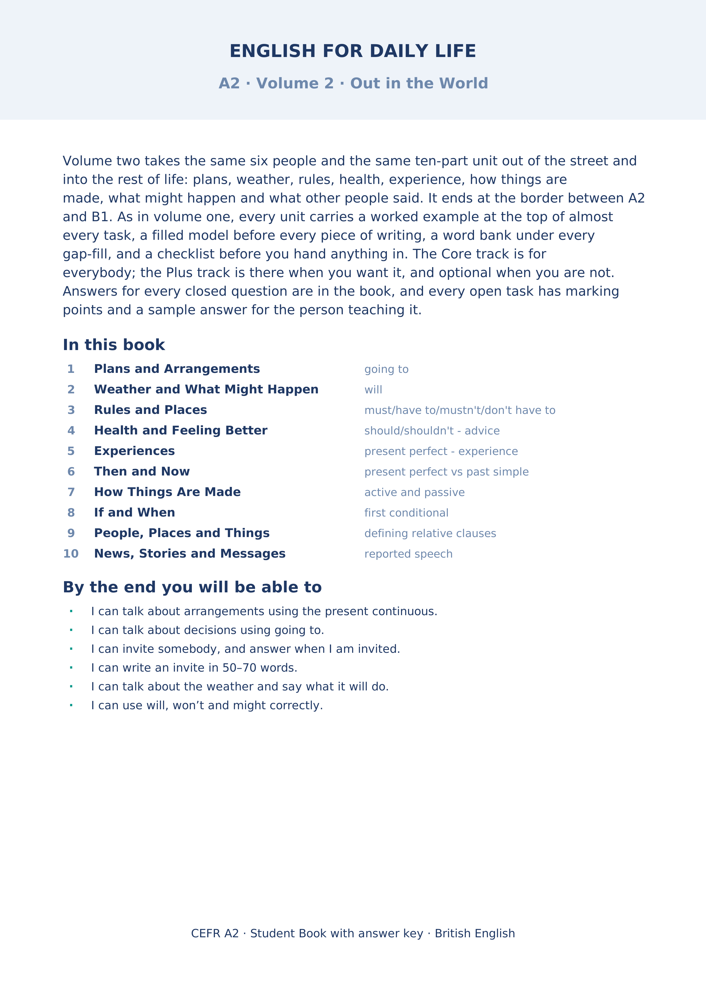 ENGLISH FOR DAILY LIFE
A2 · Volume 2 · Out in the World
Volume two takes the same six people and the same ten-part unit out of the street and
into the rest of life: plans, weather, rules, health, experience, how things are
made, what might happen and what other people said. It ends at the border between A2
and B1. As in volume one, every unit carries a worked example at the top of almost
every task, a filled model before every piece of writing, a word bank under every
gap-fill, and a checklist before you hand anything in. The Core track is for
everybody; the Plus track is there when you want it, and optional when you are not.
Answers for every closed question are in the book, and every open task has marking
points and a sample answer for the person teaching it.
In this book
1 Plans and Arrangements going to
2 Weather and What Might Happen will
3 Rules and Places must/have to/mustn't/don't have to
4 Health and Feeling Better should/shouldn't - advice
5 Experiences present perfect - experience
6 Then and Now present perfect vs past simple
7 How Things Are Made active and passive
8 If and When first conditional
9 People, Places and Things defining relative clauses
10 News, Stories and Messages reported speech
By the end you will be able to
· I can talk about arrangements using the present continuous.
· I can talk about decisions using going to.
· I can invite somebody, and answer when I am invited.
· I can write an invite in 50–70 words.
· I can talk about the weather and say what it will do.
· I can use will, won’t and might correctly.
CEFR A2 · Student Book with answer key · British English